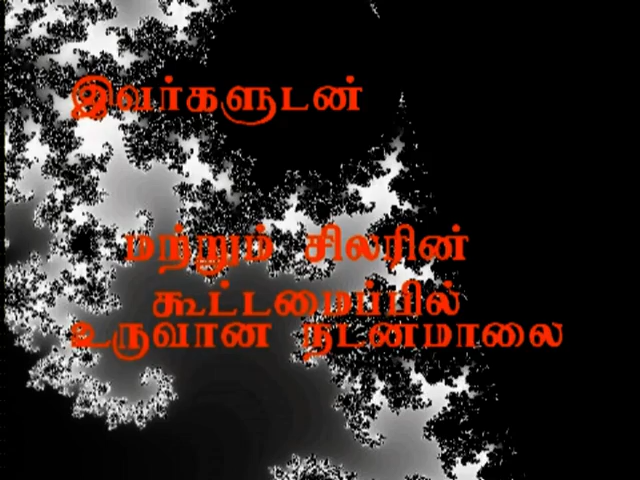 இவர்களுடன்
மற்றும் சிலரின்
கூட்டமைப்பில்
உருவான நடனமாலை